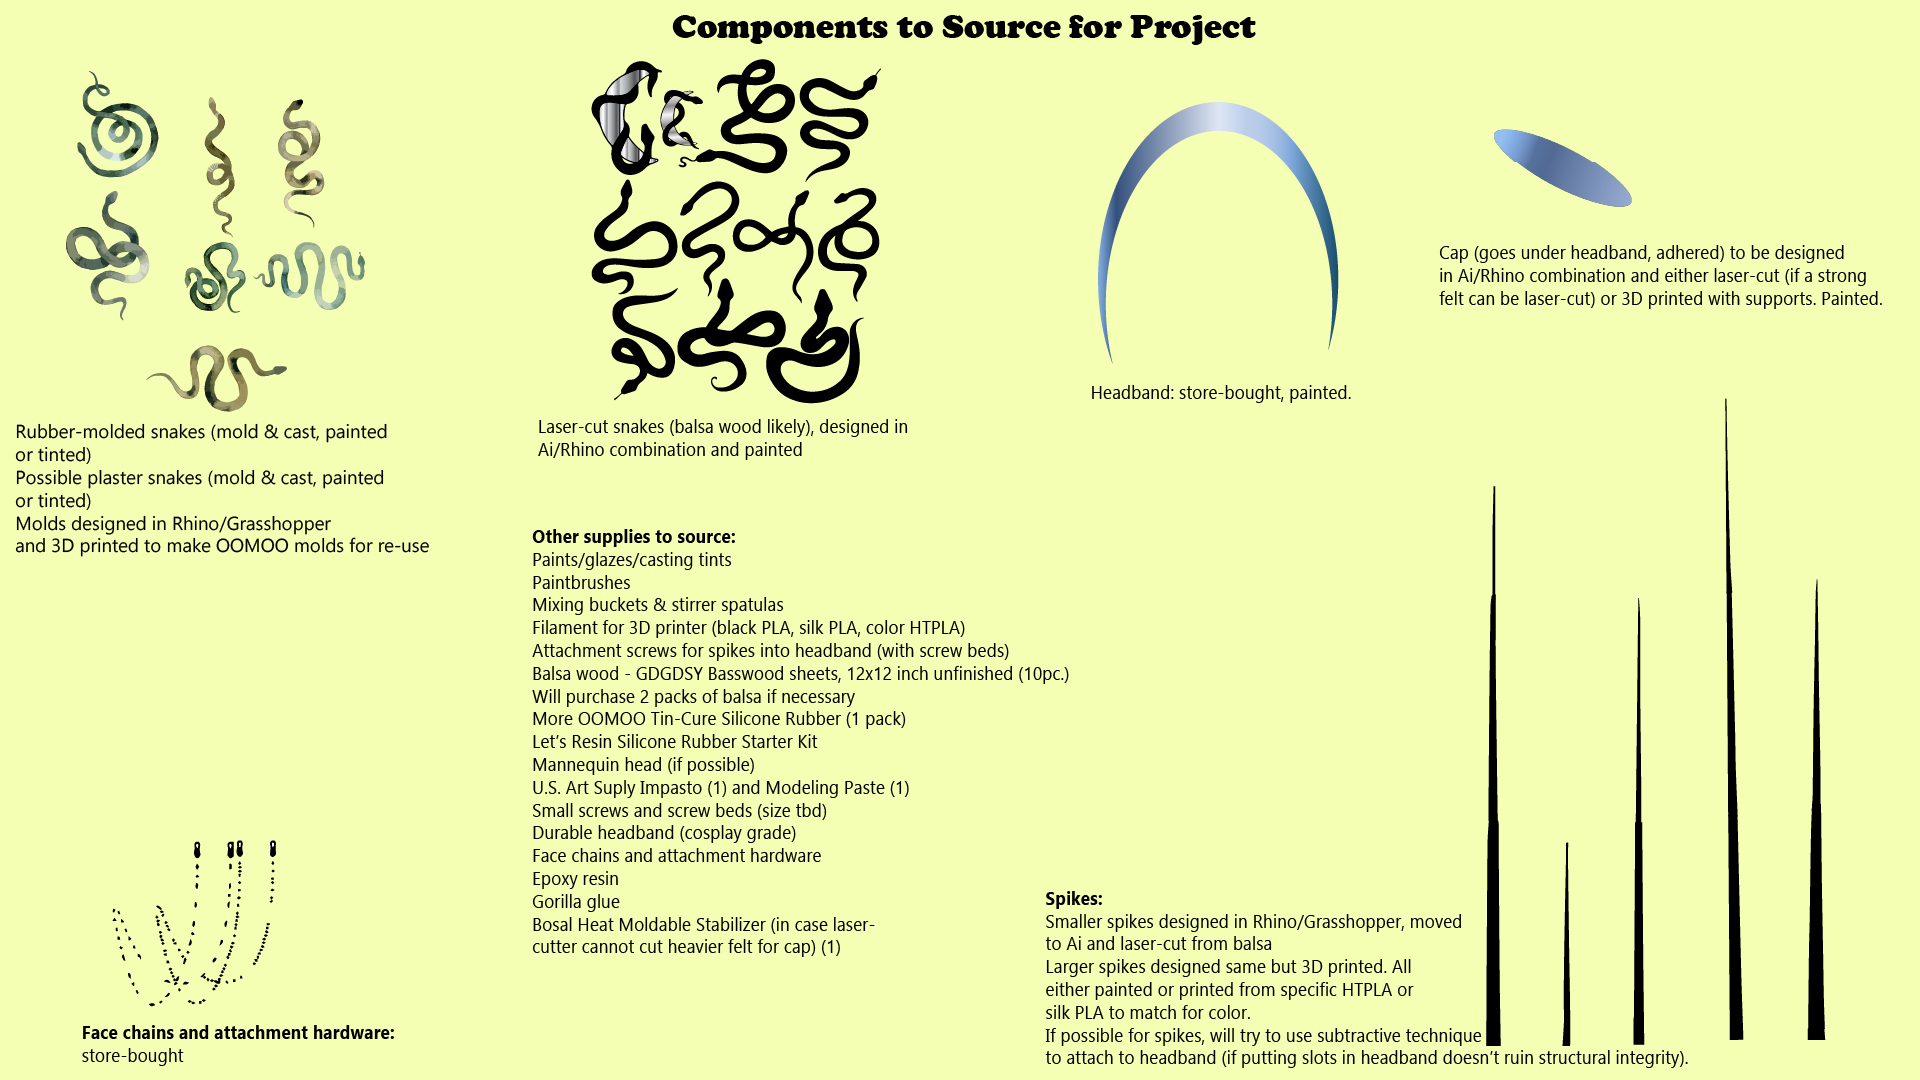 Components to Source for Project
Rubber-molded snakes (mold & cast, painted
or tinted)
Possible plaster snakes (mold & cast, painted
or tinted)
Molds designed in Rhino/Grasshopper
and 3D printed to make OOMOO molds for re-use
Laser-cut snakes (balsa wood likely), designed in
Ai/Rhino combination and painted
Headband: store-bought, painted.
Cap (goes under headband, adhered) to be designed
in Ai/Rhino combination and either laser-cut (if a strong
felt can be laser-cut) or 3D printed with supports. Painted.
Other supplies to source:
Paints/glazes/casting tints
Paintbrushes
Mixing buckets & stirrer spatulas
Filament for 3D printer (black PLA, silk PLA, color HTPLA)
Attachment screws for spikes into headband (with screw beds)
Balsa wood - GDGDSY Basswood sheets, 12x12 inch unfinished (10pc.)
Will purchase 2 packs of balsa if necessary
More OOMOO Tin-Cure Silicone Rubber (1 pack)
Let's Resin Silicone Rubber Starter Kit
Mannequin head (if possible)
U.S. Art Suply Impasto (1) and Modeling Paste (1)
Small screws and screw beds (size tbd)
Durable headband (cosplay grade)
Face chains and attachment hardware
Epoxy resin
Gorilla glue
Bosal Heat Moldable Stabilizer (in case laser-
cutter cannot cut heavier felt for cap) (1)
Face chains and attachment hardware:
store-bought
Spikes:
Smaller spikes designed in Rhino/Grasshopper, moved
to Ai and laser-cut from balsa
Larger spikes designed same but 3D printed. All
either painted or printed from specific HTPLA or
silk PLA to match for color.
If possible for spikes, will try to use subtractive technique
to attach to headband (if putting slots in headband doesn't ruin structural integrity).